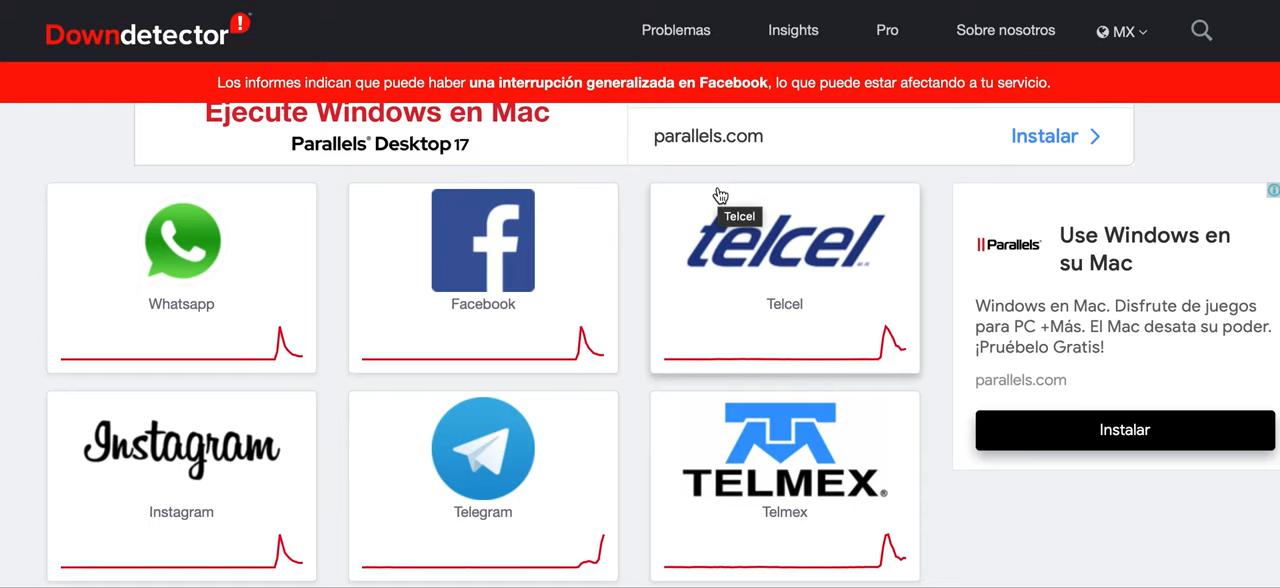 Downdetector
Problemas
Insights
Pro
Sobre nosotros
MX
Los informes indican que puede haber una interrupción generalizada en Facebook, lo que puede estar afectando a tu servicio.
Ejecute Windows en Mac
Parallels® Desktop 17
parallels.com
Instalar
Whatsapp
Facebook
telcel
Telcel
Telcel
Parallels®
Use Windows en
su Mac
Windows en Mac. Disfrute de juegos
para PC +Más. El Mac desata su poder.
¡Pruébelo Gratis!
parallels.com
Instalar
Instagram
Instagram
Telegram
TELMEX®
Telmex